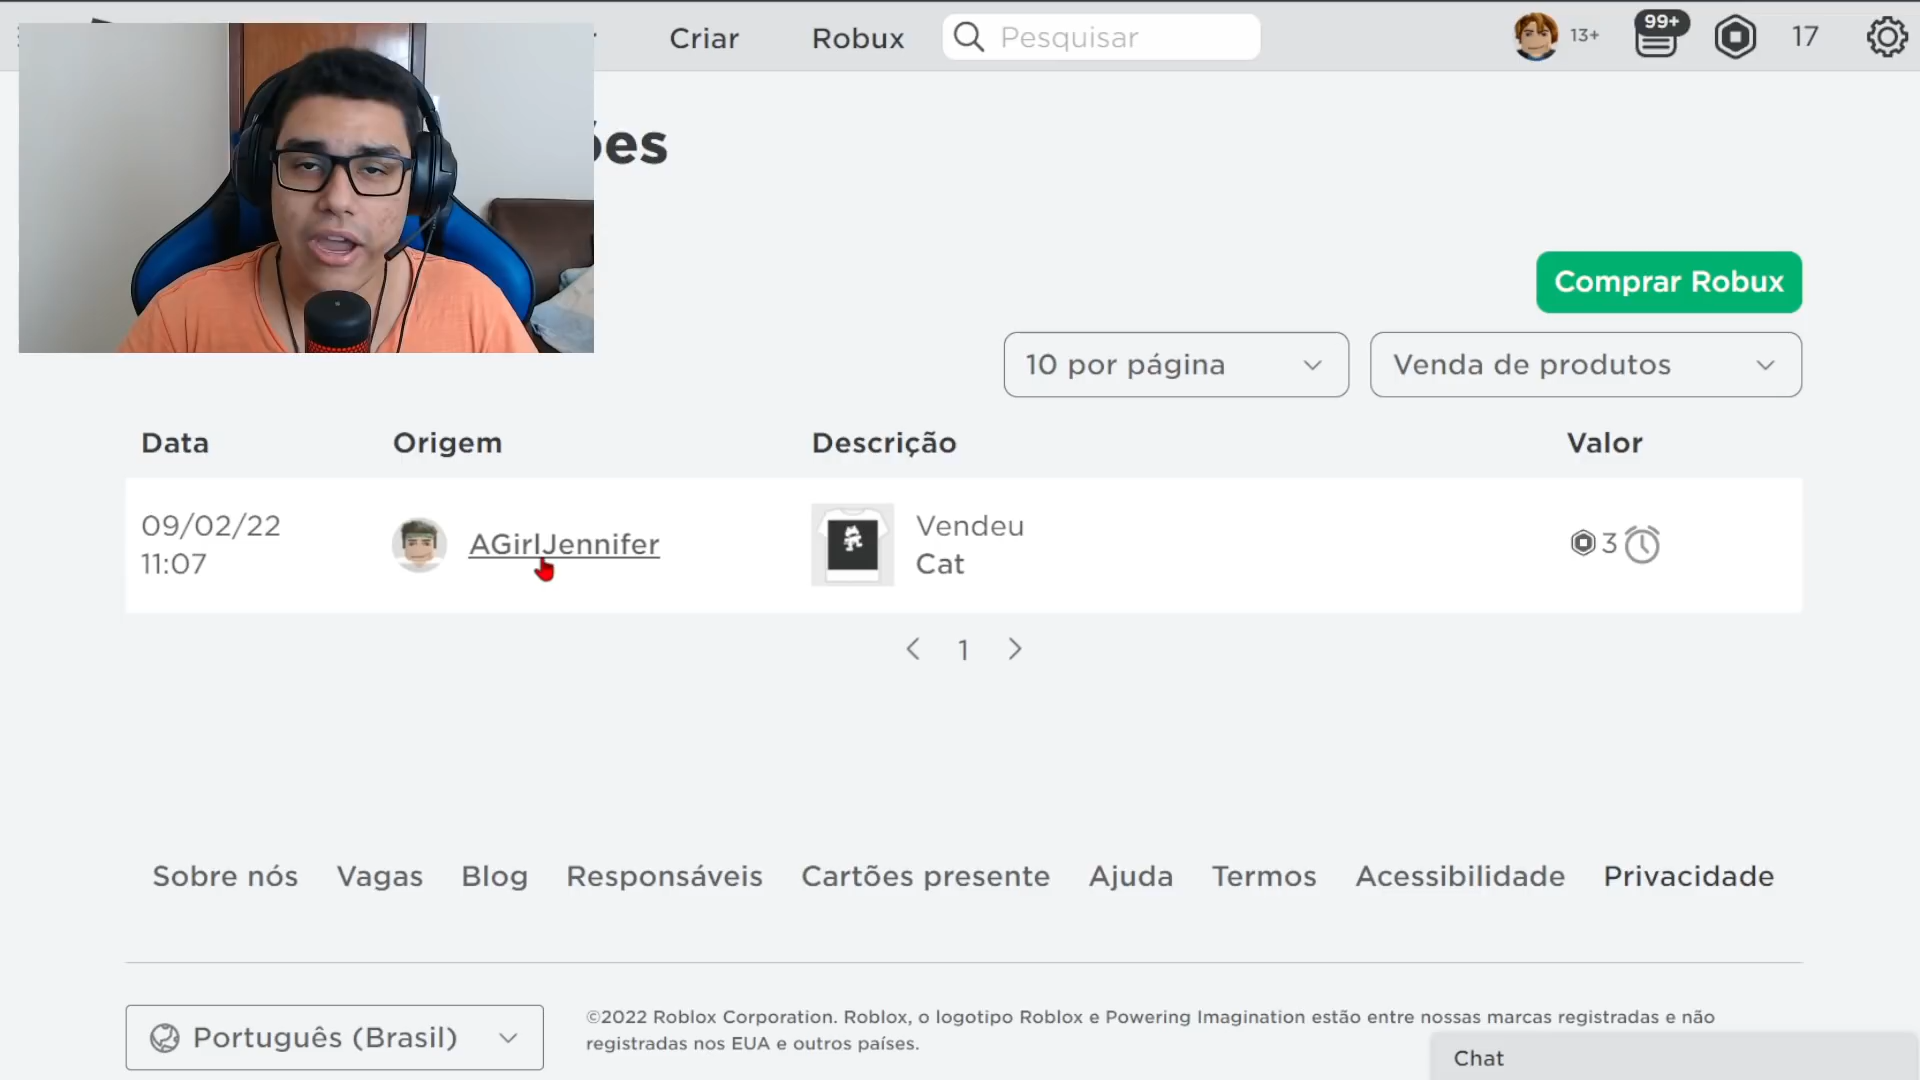 Criar
Robux
Pesquisar
13+
99+
17
ões
Comprar Robux
10 por página
Venda de produtos
Data
Origem
Descrição
Valor
09/02/22
11:07
AGirlJennifer
Vendeu
Cat
3
1
Sobre nós
Vagas
Blog
Responsáveis
Cartões presente
Ajuda
Termos
Acessibilidade
Privacidade
Português (Brasil)
©2022 Roblox Corporation. Roblox, o logotipo Roblox e Powering Imagination estão entre nossas marcas registradas e não
registradas nos EUA e outros países.
Chat